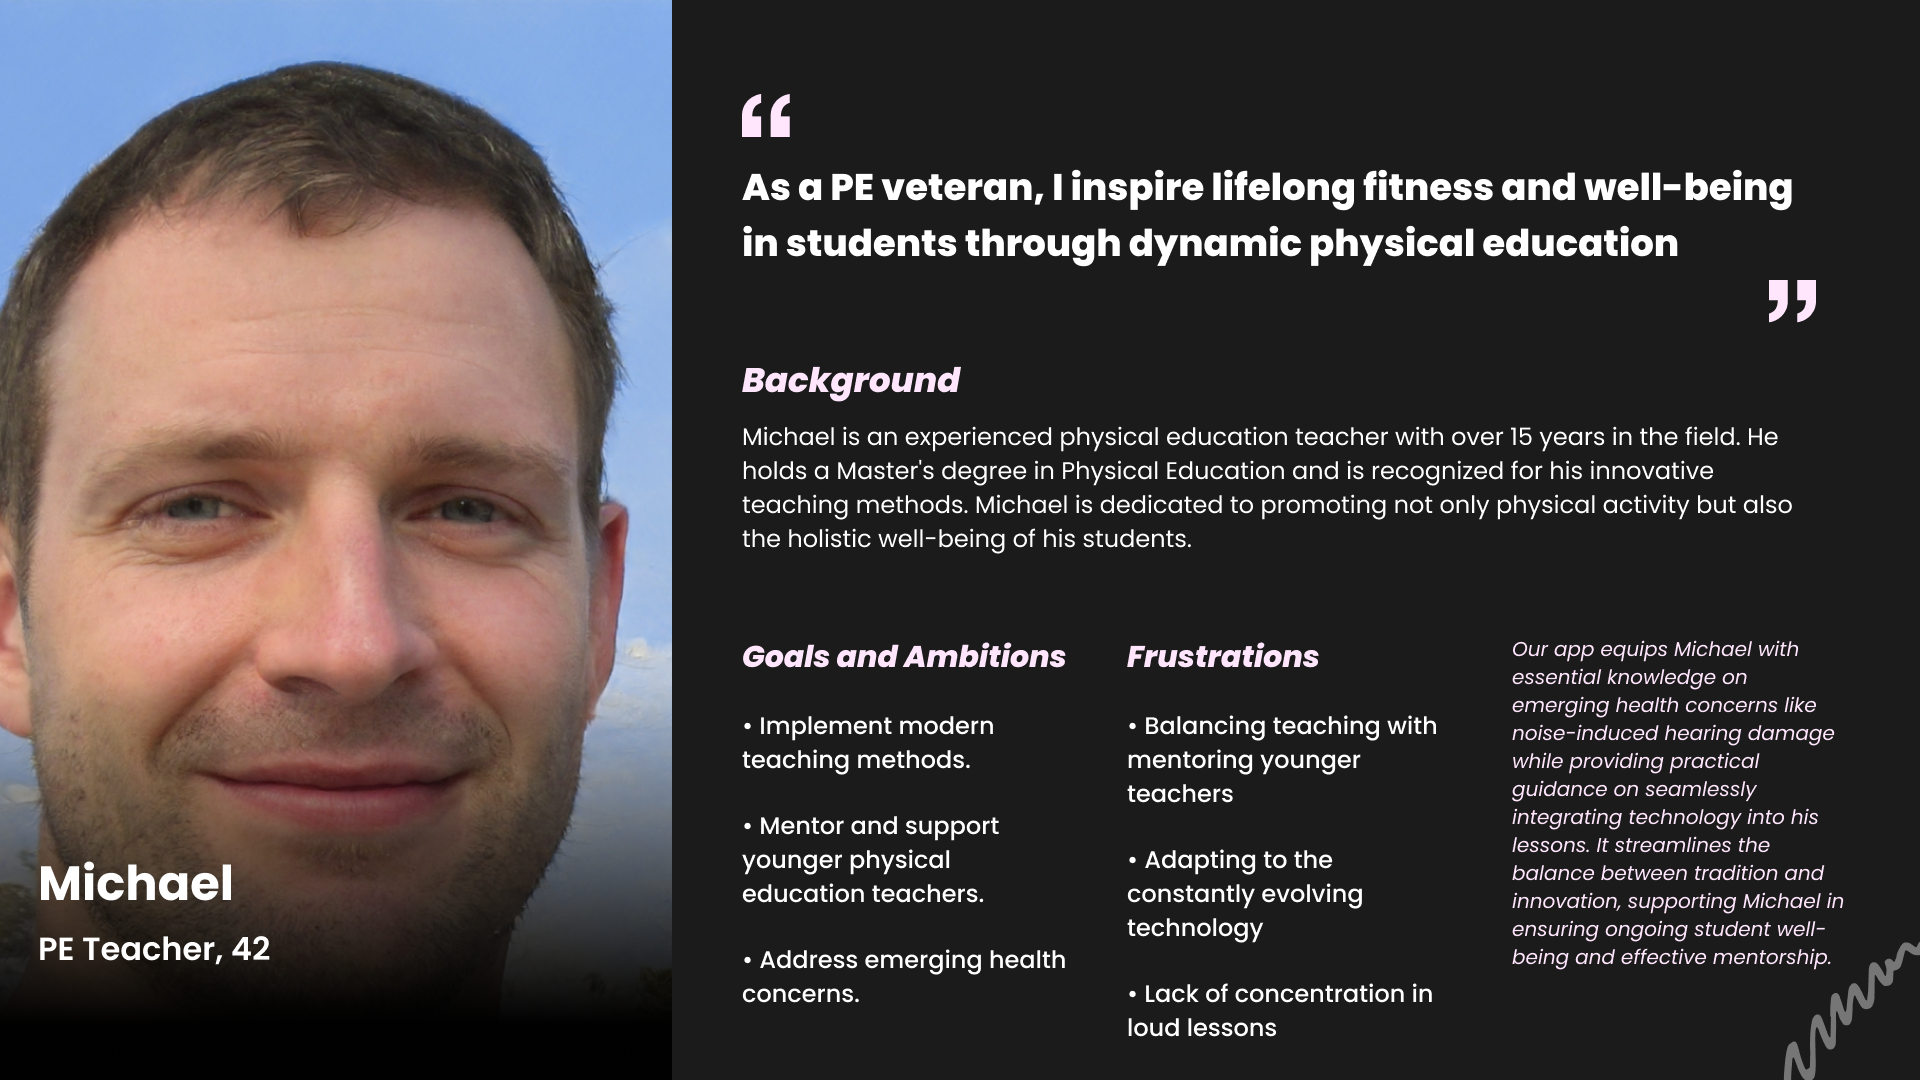 “
As a PE veteran, I inspire lifelong fitness and well-being
in students through dynamic physical education
”
Background
Michael is an experienced physical education teacher with over 15 years in the field. He
holds a Master's degree in Physical Education and is recognized for his innovative
teaching methods. Michael is dedicated to promoting not only physical activity but also
the holistic well-being of his students.
Goals and Ambitions
• Implement modern
teaching methods.
• Mentor and support
younger physical
education teachers.
• Address emerging health
concerns.
Frustrations
• Balancing teaching with
mentoring younger
teachers
• Adapting to the
constantly evolving
technology
• Lack of concentration in
loud lessons
Our app equips Michael with
essential knowledge on
emerging health concerns like
noise-induced hearing damage
while providing practical
guidance on seamlessly
integrating technology into his
lessons. It streamlines the
balance between tradition and
innovation, supporting Michael in
ensuring ongoing student well-
being and effective mentorship.
Michael
PE Teacher, 42